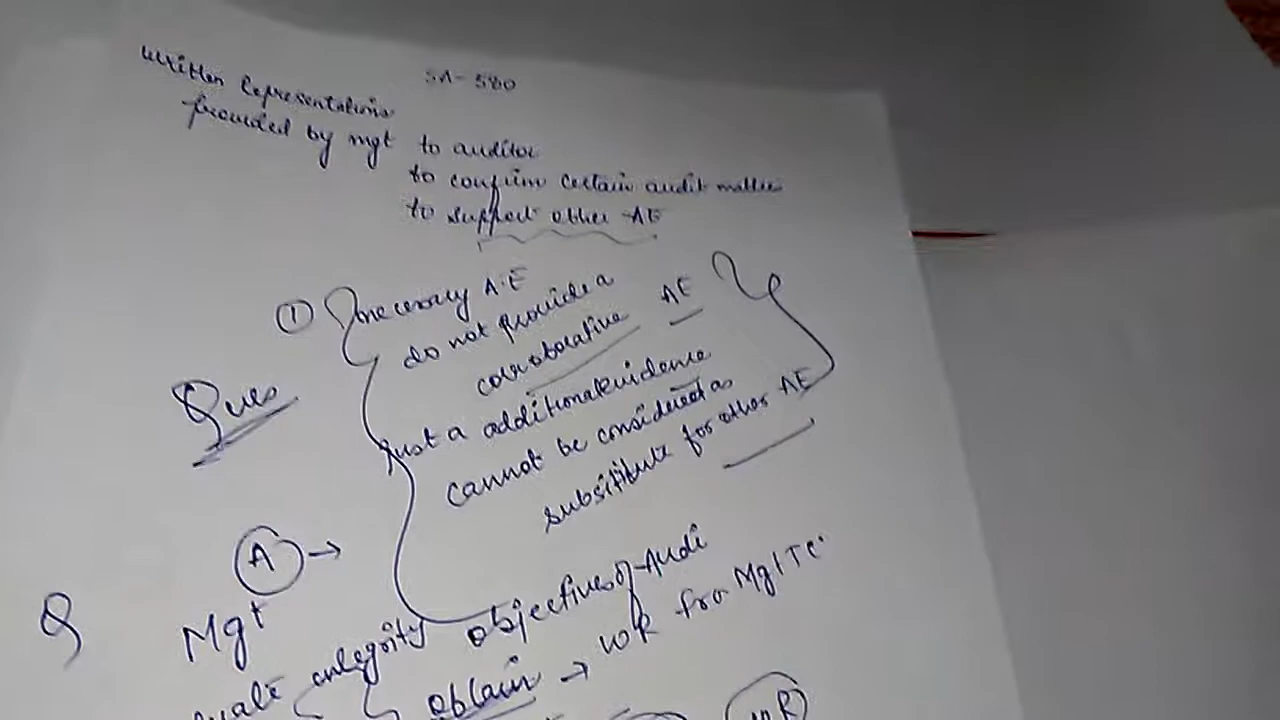 SA-580
Written Representations
provided by mgt to auditor
to confirm certain audit matter
to support other AE
① necessary A.E
do not provide a
corroborative AE
Ques
Just a additional evidence
cannot be considered as
substitute for other AE
A →
Q
Mgt
integrity objectives of Audi
obtain → WR from Mgt TC
WR